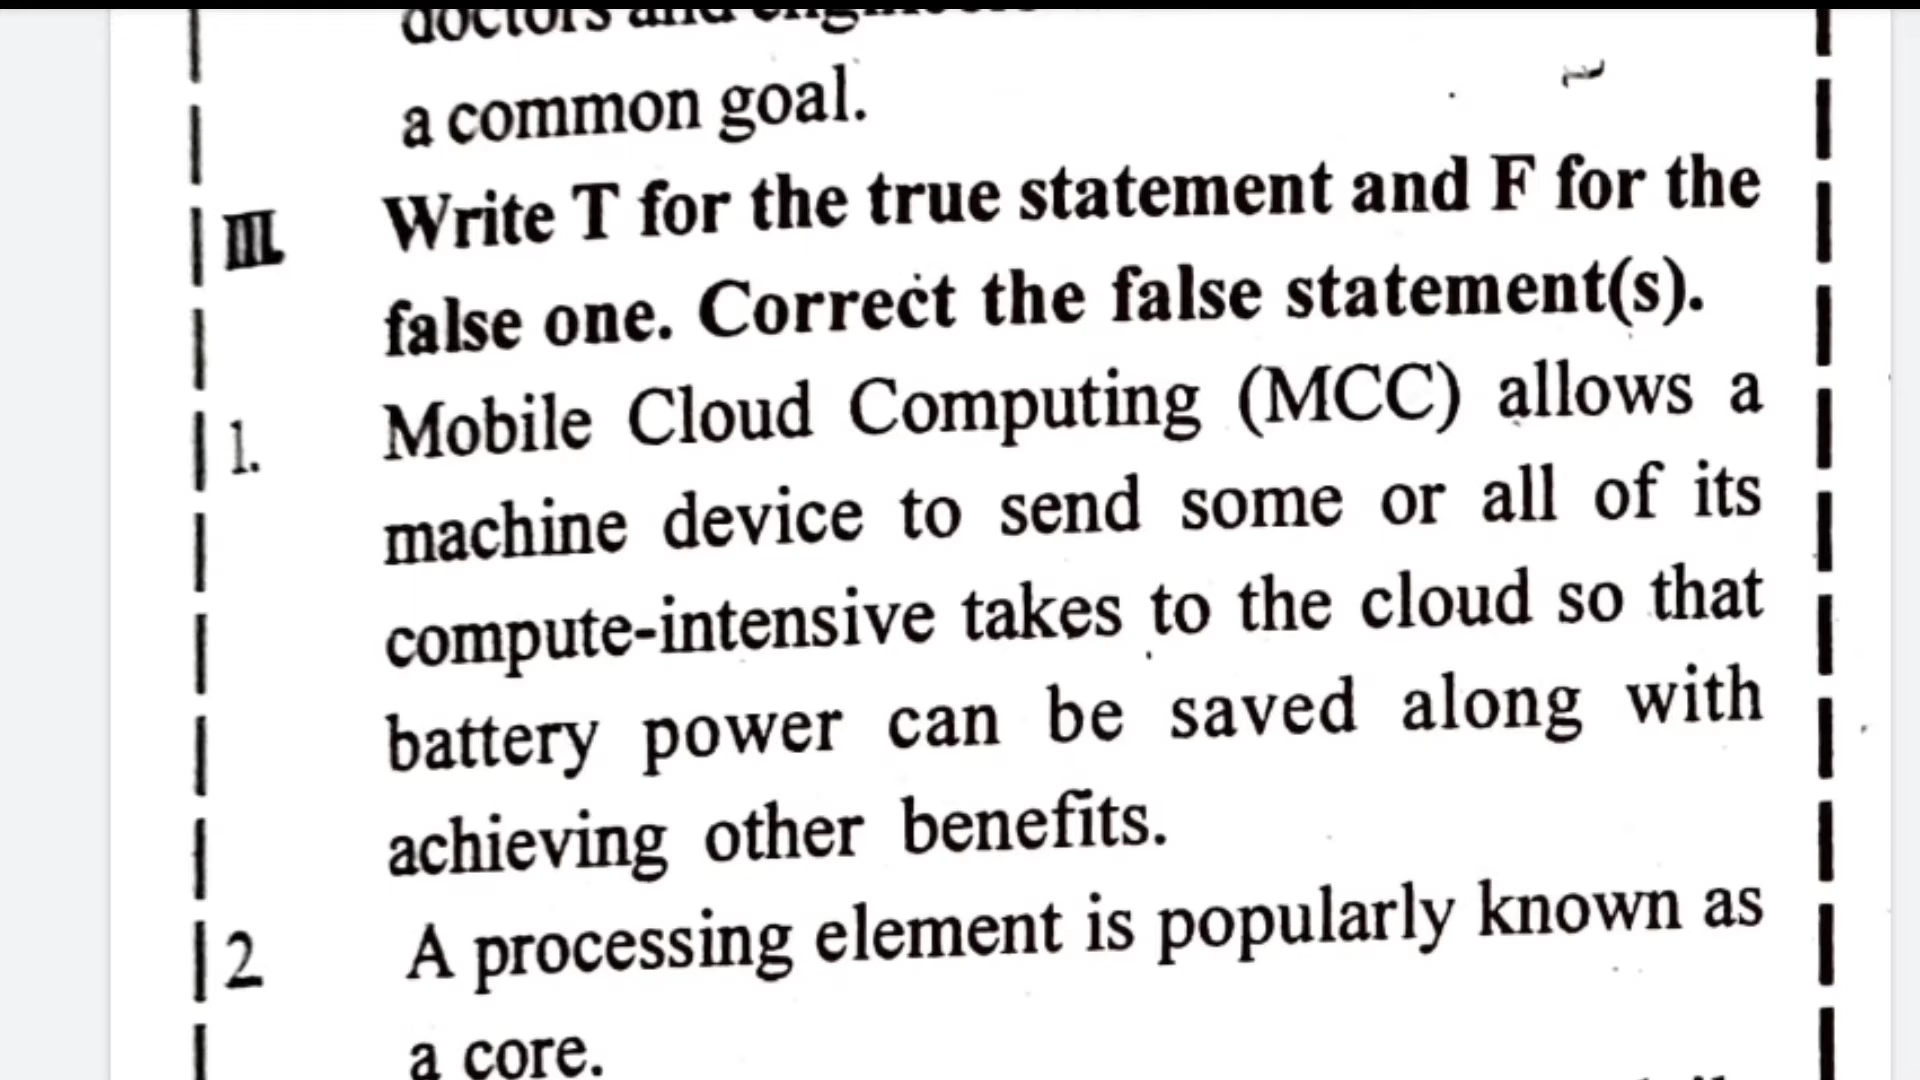 doctors and engineers
a common goal.
III. Write T for the true statement and F for the
false one. Correct the false statement(s).
1. Mobile Cloud Computing (MCC) allows a
machine device to send some or all of its
compute-intensive takes to the cloud so that
battery power can be saved along with
achieving other benefits.
2 A processing element is popularly known as
a core.